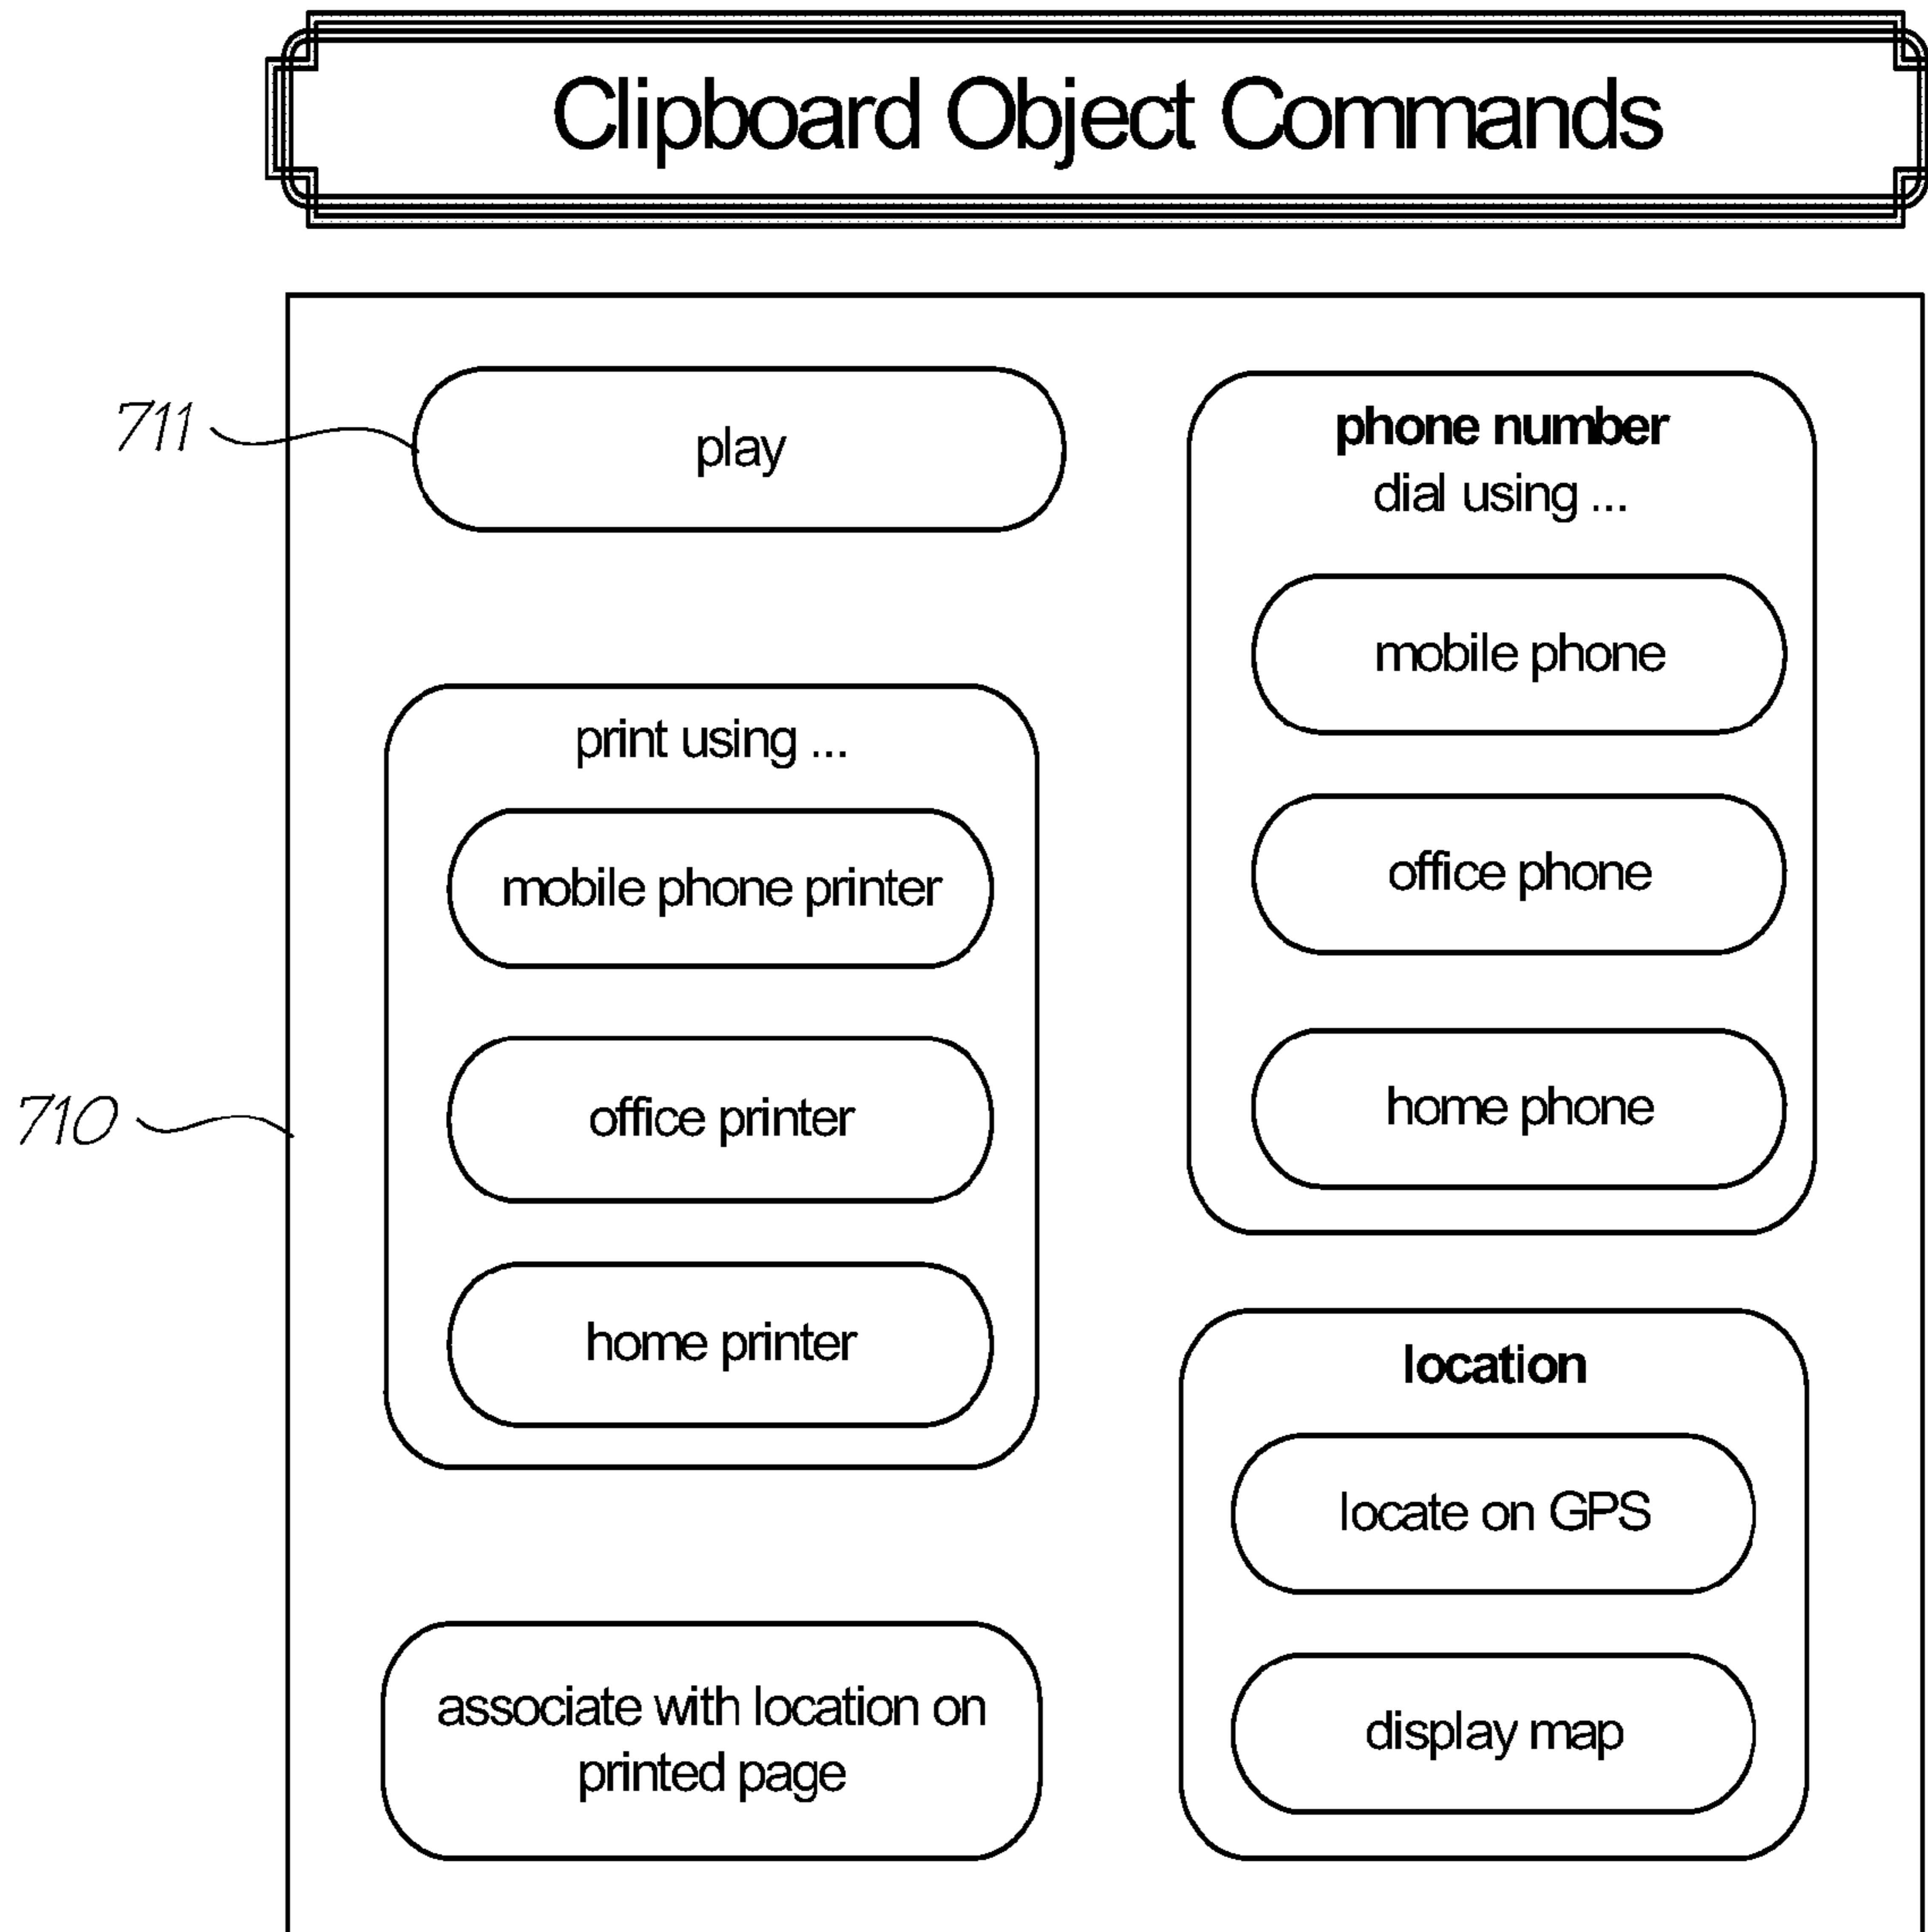 Clipboard Object Commands
711
play
print using ...
mobile phone printer
office printer
home printer
710
associate with location on
printed page
phone number
dial using ...
mobile phone
office phone
home phone
location
locate on GPS
display map